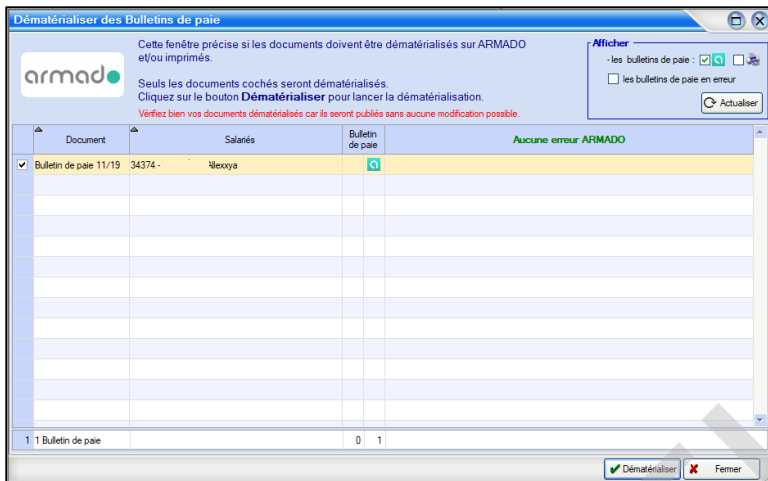 Dématérialiser des Bulletins de paie
Cette fenêtre précise si les documents doivent être dématérialisés sur ARMADO
et/ou imprimés.
Seuls les documents cochés seront dématérialisés.
Cliquez sur le bouton Dématérialiser pour lancer la dématérialisation.
Vérifiez bien vos documents dématérialisés car ils seront publiés sans aucune modification possible.
armado
Afficher
- les bulletins de paie :
les bulletins de paie en erreur
Actualiser
Document Salariés Bulletin de paie Aucune erreur ARMADO
Bulletin de paie 11/19 34374 -
1 1 Bulletin de paie 0 1
Dématérialiser Fermer